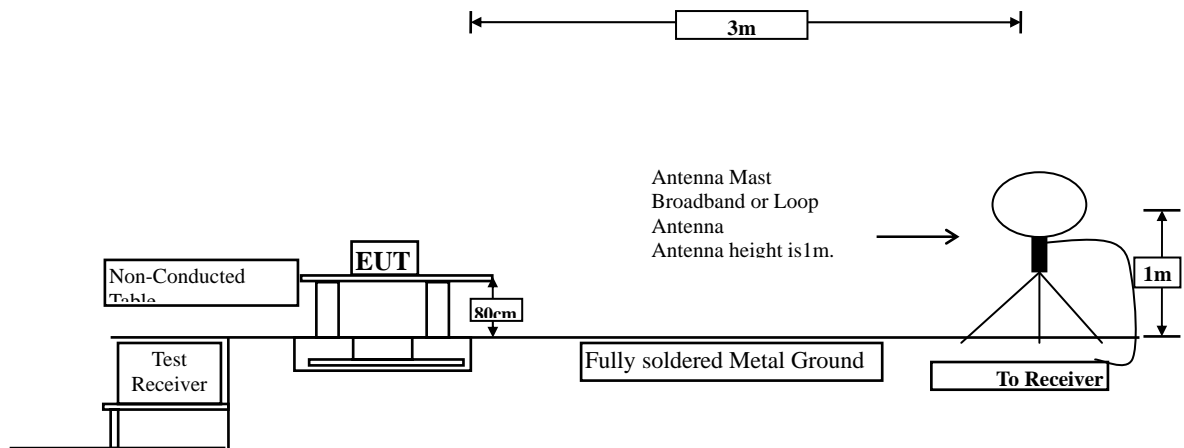 3m
Antenna Mast
Broadband or Loop
Antenna
Antenna height is1m.
EUT
Non-Conducted
Table
80cm
1m
Test
Receiver
Fully soldered Metal Ground
To Receiver